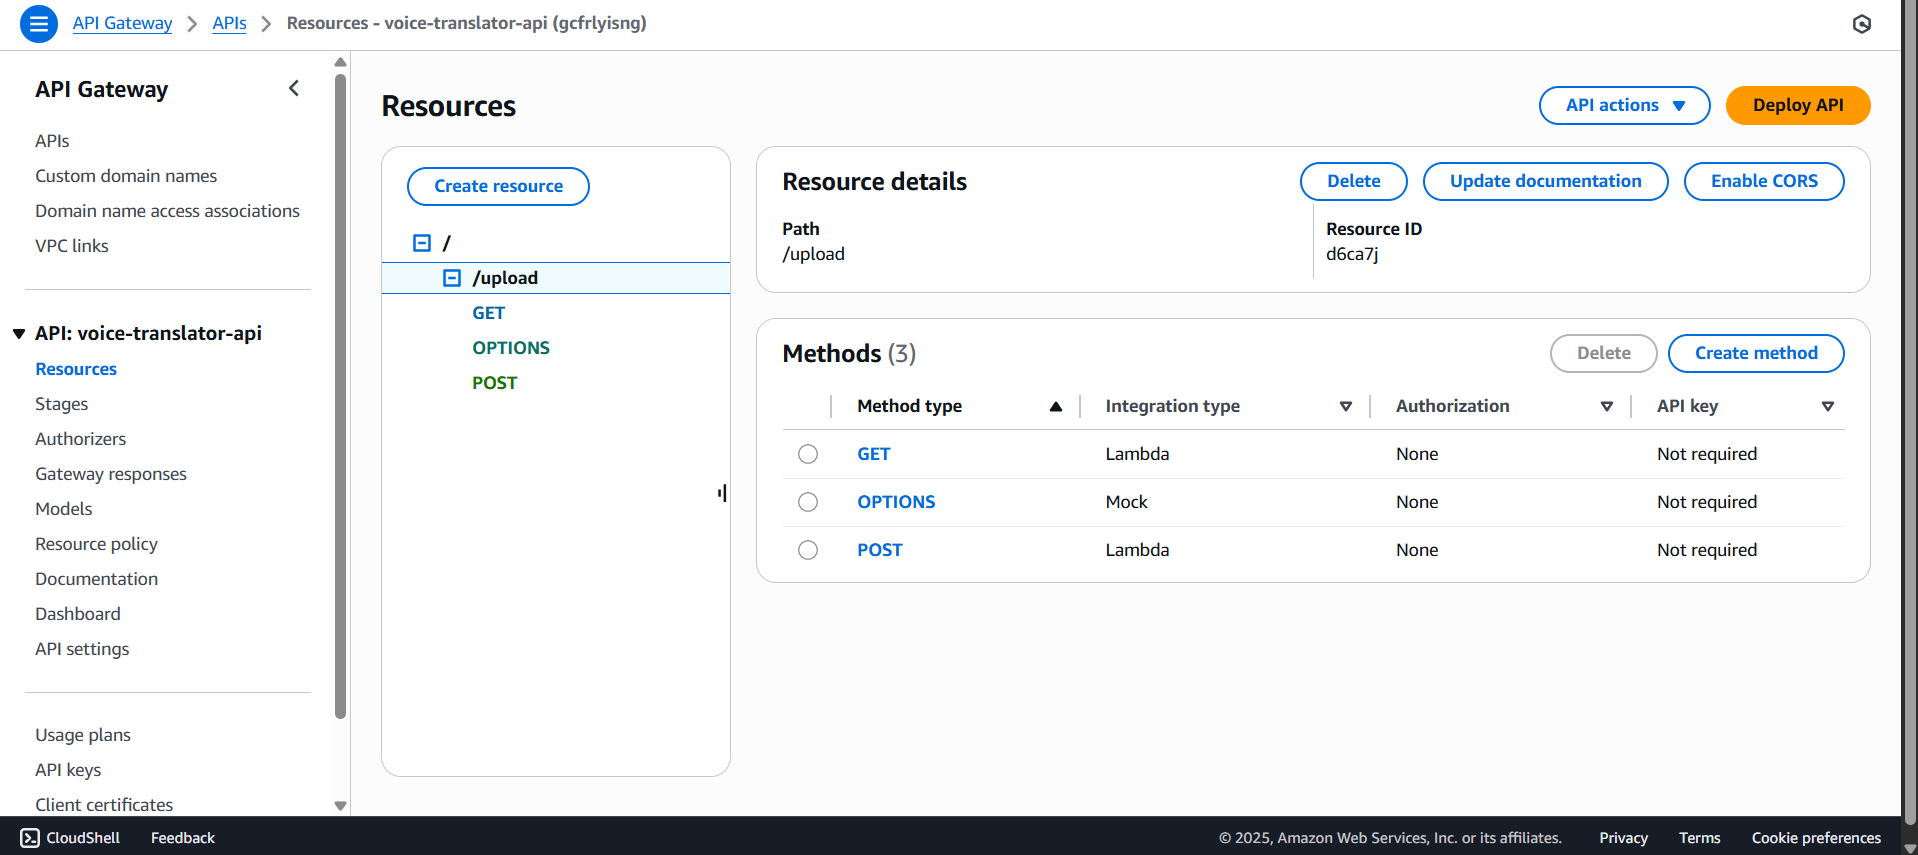 API Gateway
APIs
Resources - voice-translator-api (gcfrlyisng)
API Gateway
APIs
Custom domain names
Domain name access associations
VPC links
API: voice-translator-api
Resources
Stages
Authorizers
Gateway responses
Models
Resource policy
Documentation
Dashboard
API settings
Usage plans
API keys
Client certificates
Resources
API actions
Deploy API
Create resource
/
/upload
GET
OPTIONS
POST
Resource details
Delete
Update documentation
Enable CORS
Path
/upload
Resource ID
d6ca7j
Methods (3)
Delete
Create method
Method type Integration type Authorization API key
GET Lambda None Not required
OPTIONS Mock None Not required
POST Lambda None Not required
CloudShell Feedback © 2025, Amazon Web Services, Inc. or its affiliates. Privacy Terms Cookie preferences